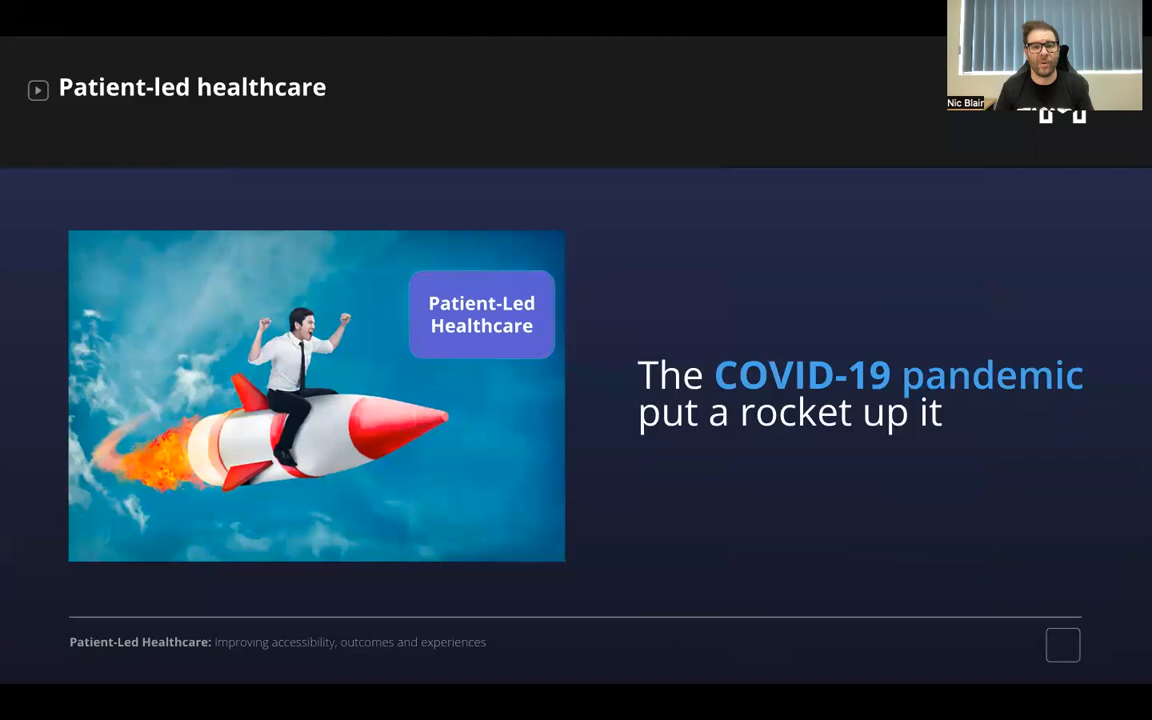 Patient-led healthcare
Nic Blair
Patient-Led
Healthcare
The COVID-19 pandemic
put a rocket up it
Patient-Led Healthcare: Improving accessibility, outcomes and experiences